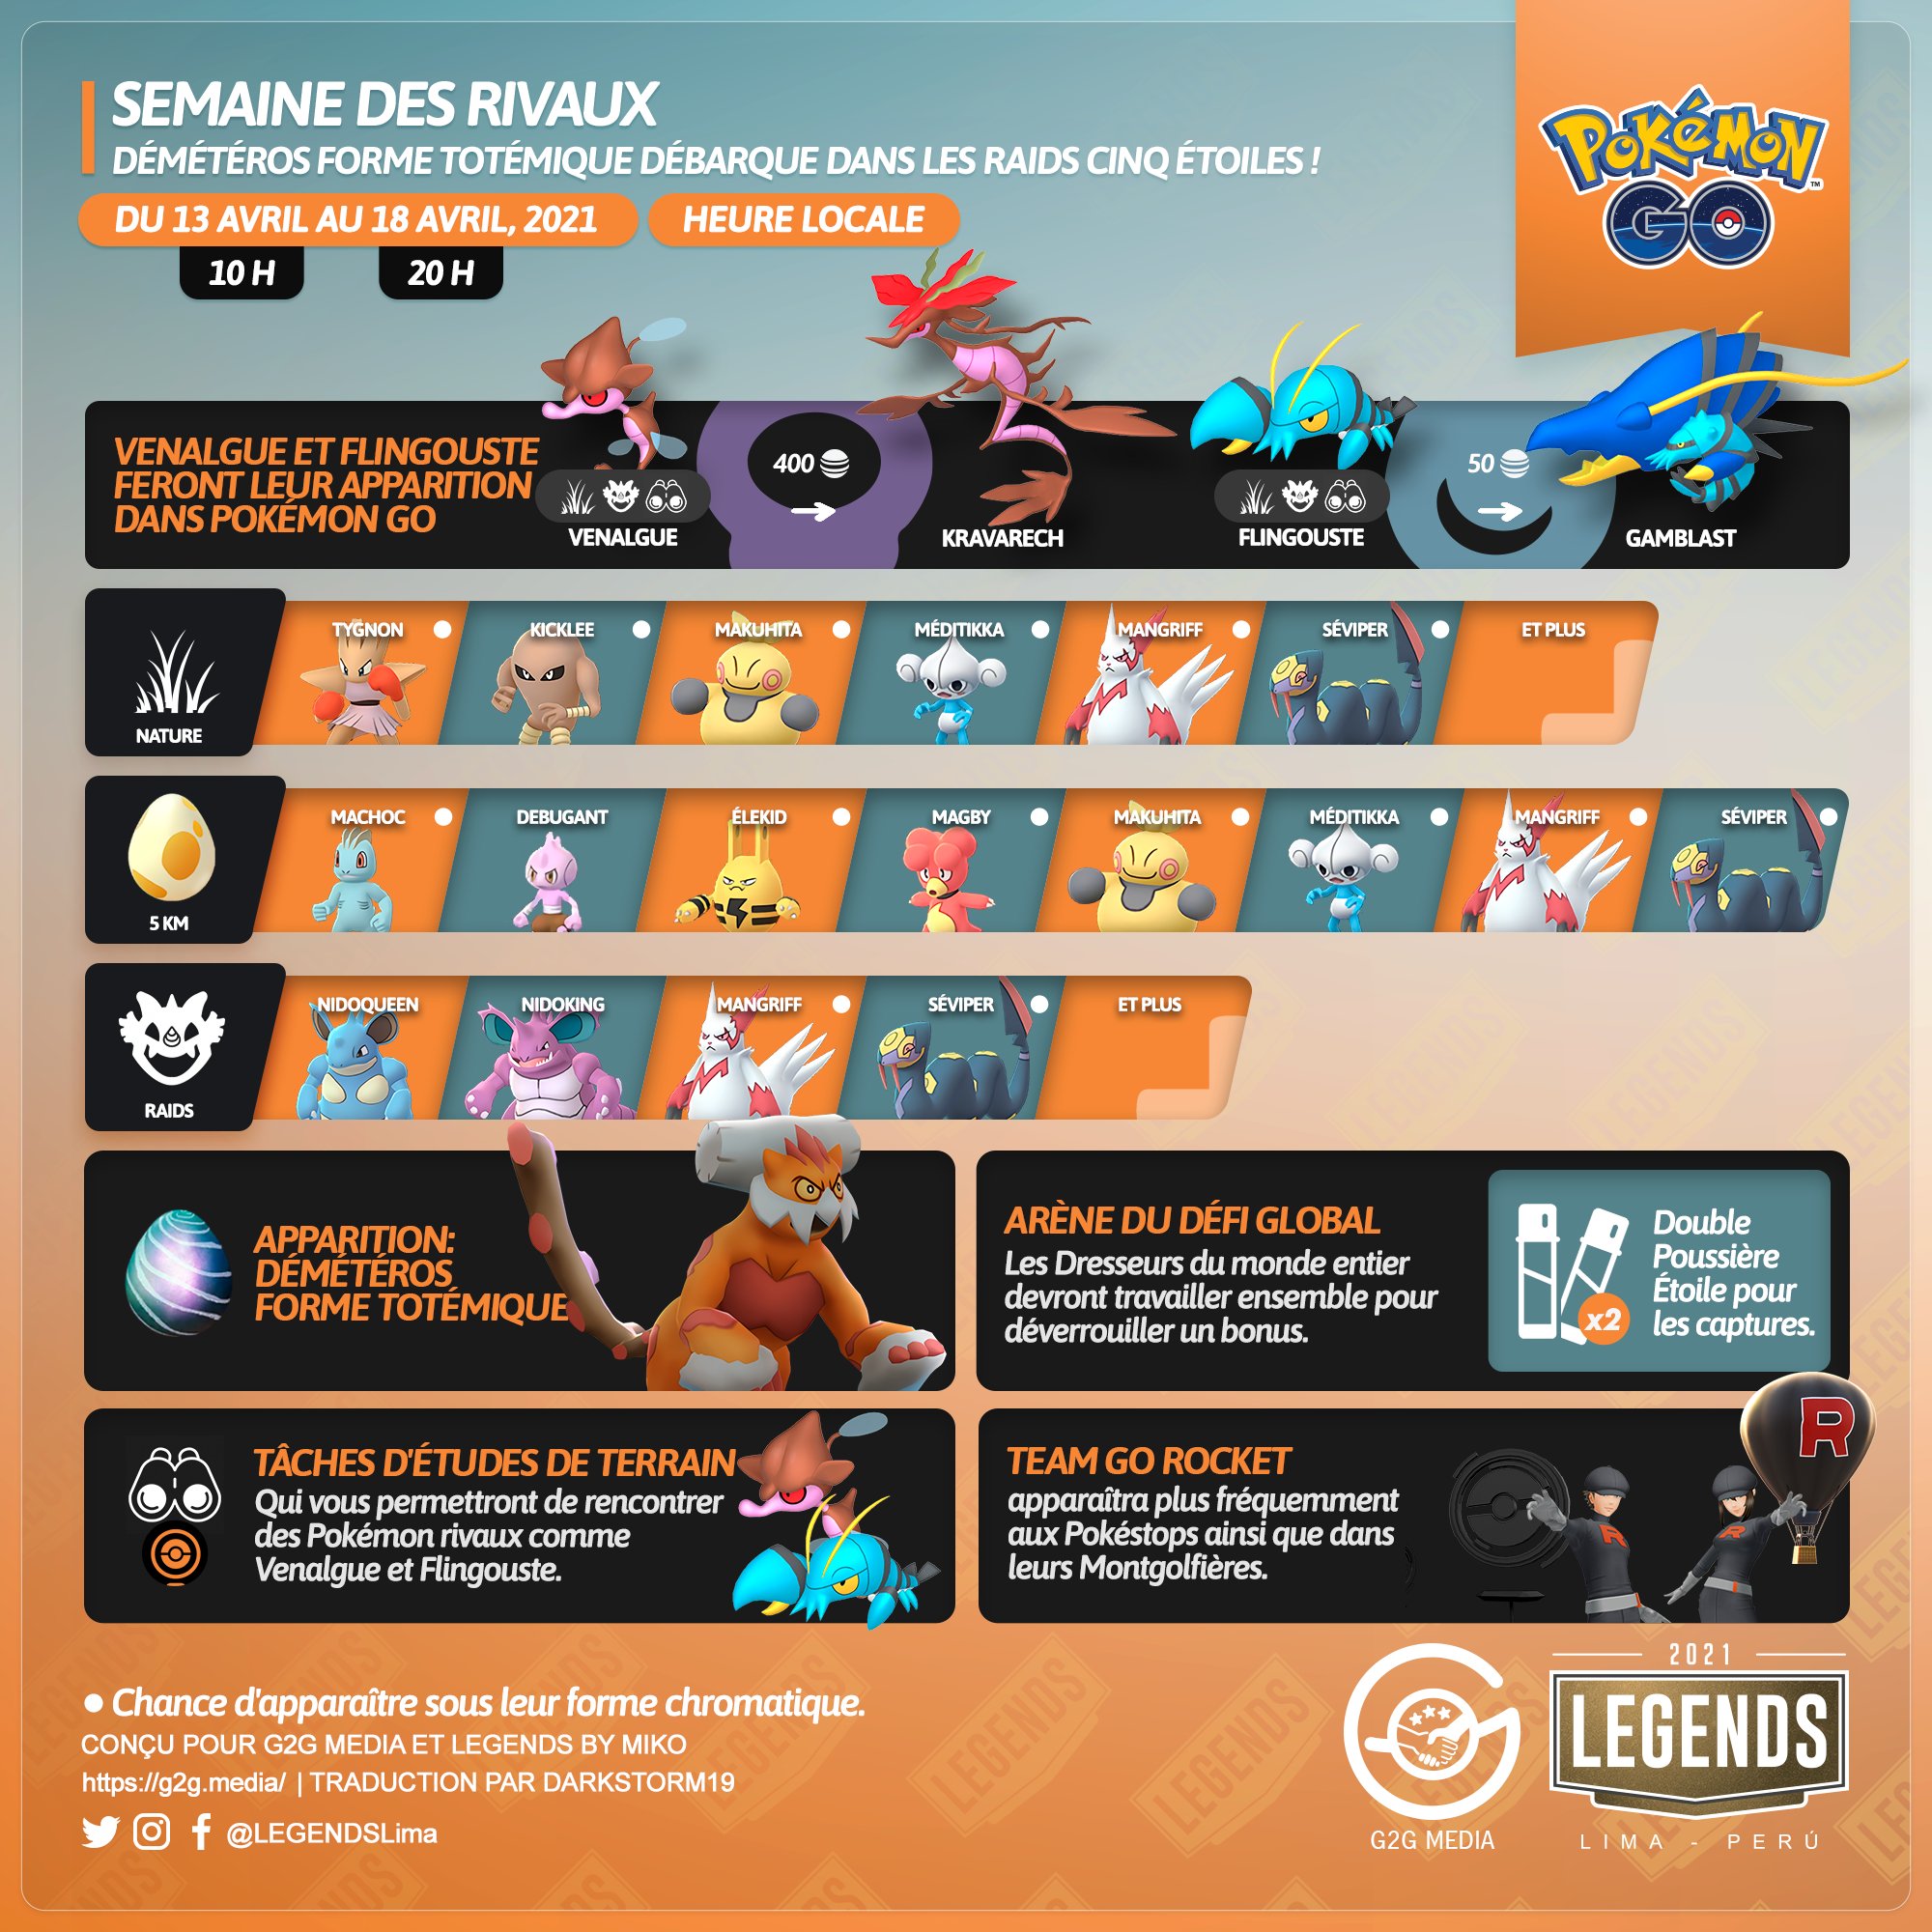 SEMAINE DES RIVAUX
DÉMÉTÉROS FORME TOTÉMIQUE DÉBARQUE DANS LES RAIDS CINQ ÉTOILES !
DU 13 AVRIL AU 18 AVRIL, 2021
HEURE LOCALE
10 H
20 H
POKéMON
GO
VENALGUE ET FLINGOUSTE
FERONT LEUR APPARITION
DANS POKÉMON GO
VENALGUE
400
KRAVARECH
FLINGOUSTE
50
GAMBLAST
NATURE
TYGNON
KICKLEE
MAKUHITA
MÉDITIKKA
MANGRIFF
SÉVIPER
ET PLUS
5 KM
MACHOC
DEBUGANT
ÉLEKID
MAGBY
MAKUHITA
MÉDITIKKA
MANGRIFF
SÉVIPER
RAIDS
NIDOQUEEN
NIDOKING
MANGRIFF
SÉVIPER
ET PLUS
APPARITION:
DÉMÉTÉROS
FORME TOTÉMIQUE
ARÈNE DU DÉFI GLOBAL
Les Dresseurs du monde entier
devront travailler ensemble pour
déverrouiller un bonus.
x2
Double
Poussière
Étoile pour
les captures.
TÂCHES D'ÉTUDES DE TERRAIN
Qui vous permettront de rencontrer
des Pokémon rivaux comme
Venalgue et Flingouste.
TEAM GO ROCKET
apparaîtra plus fréquemment
aux Pokéstops ainsi que dans
leurs Montgolfières.
R
R
R
● Chance d'apparaître sous leur forme chromatique.
CONÇU POUR G2G MEDIA ET LEGENDS BY MIKO
https://g2g.media/ | TRADUCTION PAR DARKSTORM19
@LEGENDSLima
G2G MEDIA
2021
LEGENDS
LIMA - PERÚ